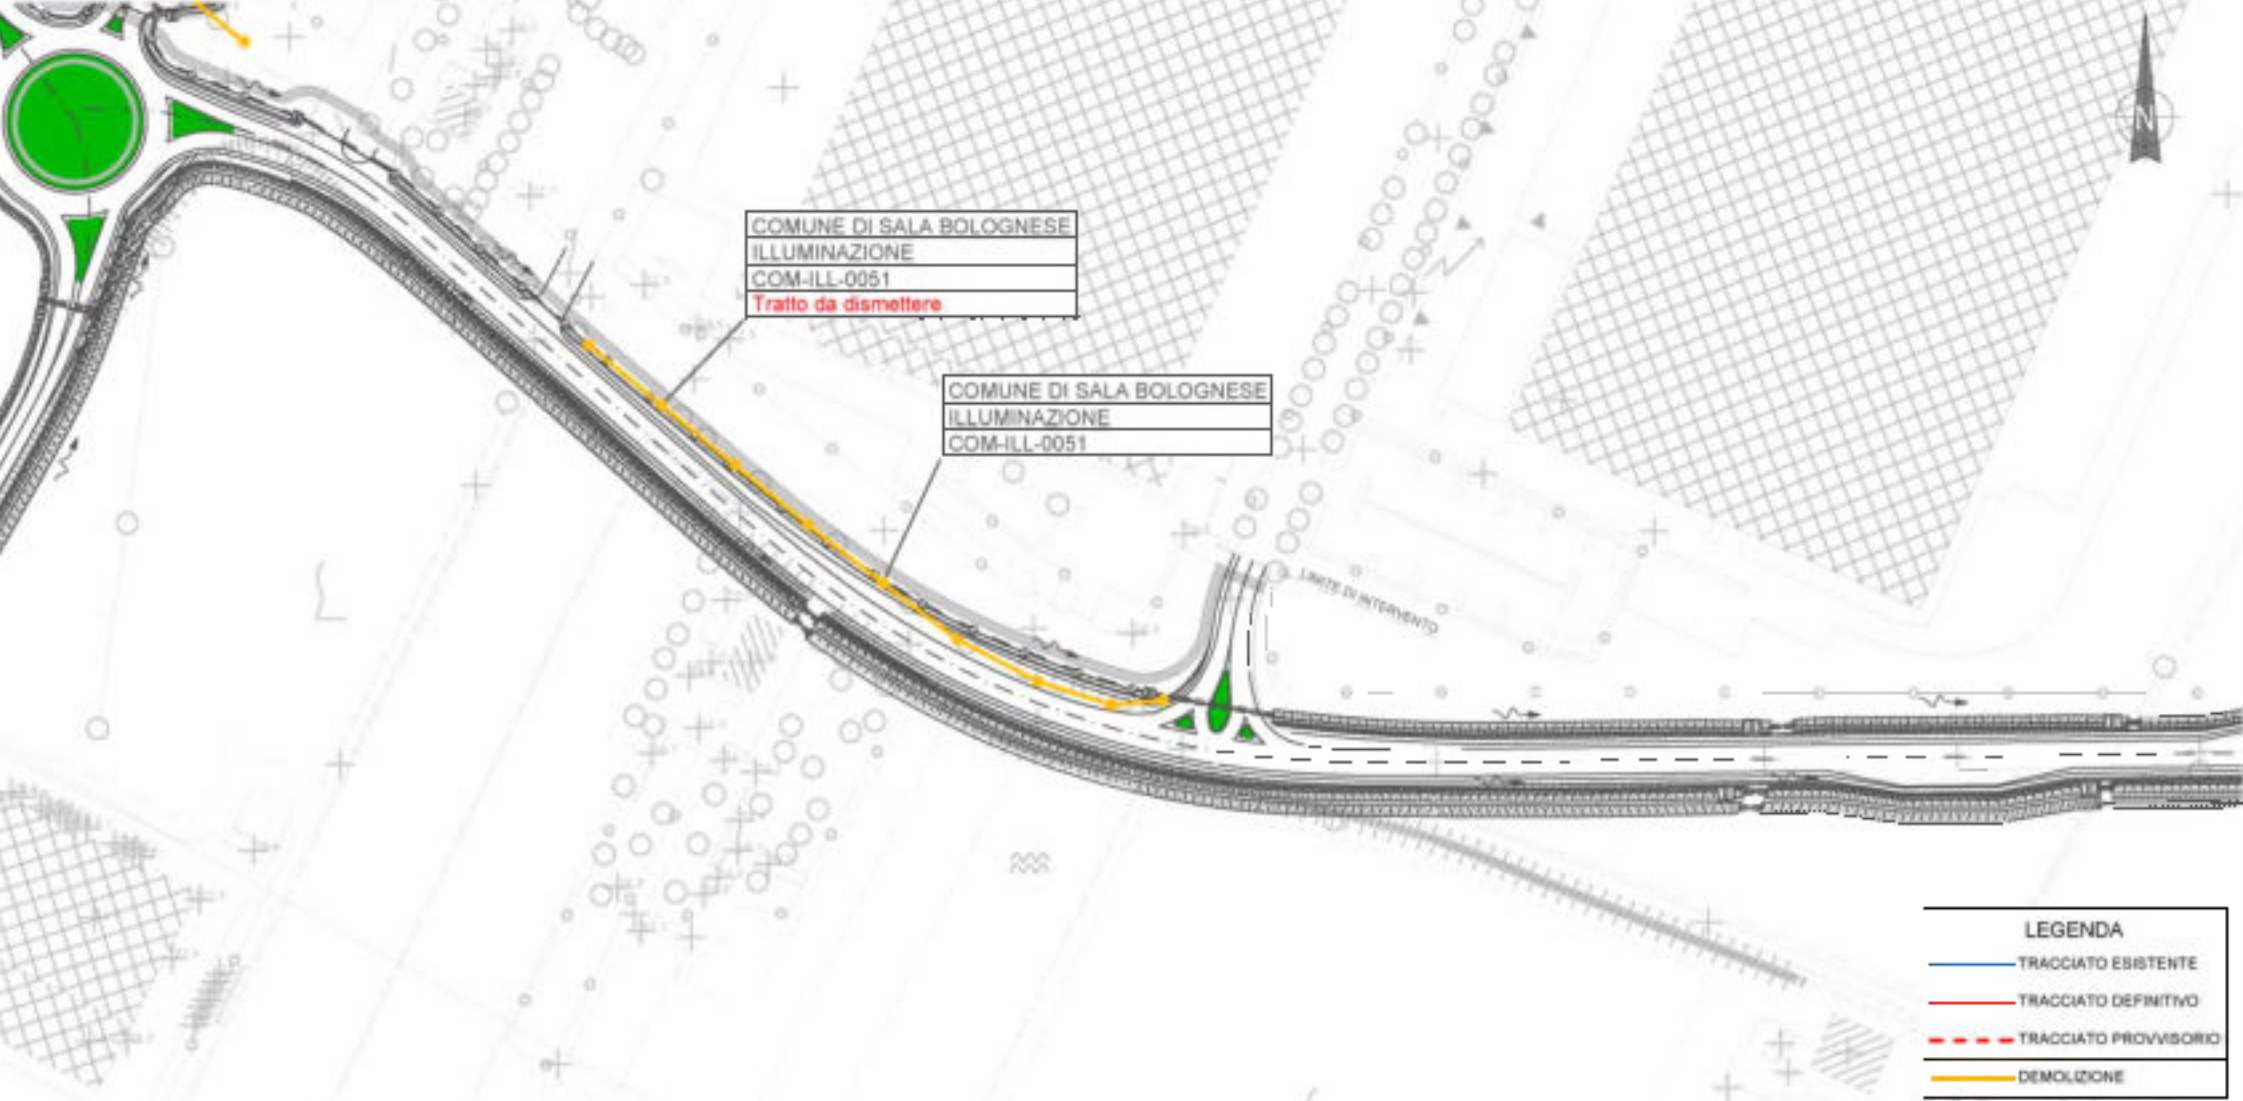 N
COMUNE DI SALA BOLOGNESE
ILLUMINAZIONE
COM-ILL-0051
Tratto da dismettere
COMUNE DI SALA BOLOGNESE
ILLUMINAZIONE
COM-ILL-0051
LIMITE DI INTERVENTO
LEGENDA
TRACCIATO ESISTENTE
TRACCIATO DEFINITIVO
TRACCIATO PROVVISORIO
DEMOLIZIONE